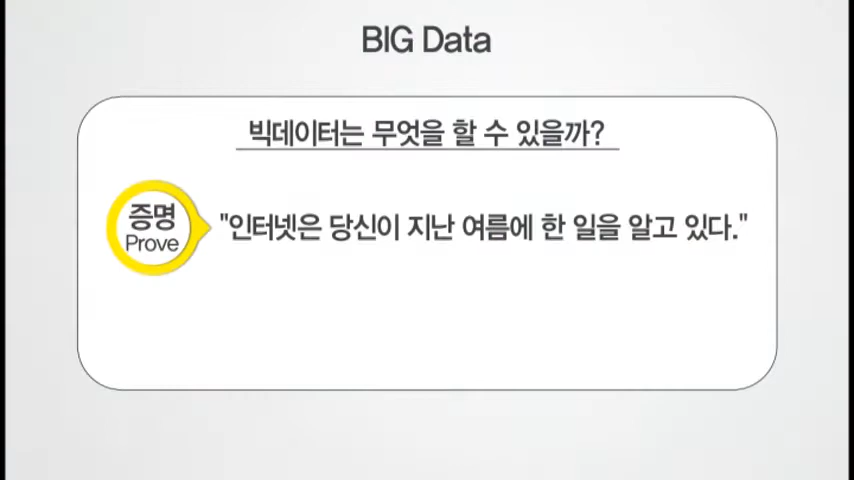 BIG Data
빅데이터는 무엇을 할 수 있을까?
증명
Prove
"인터넷은 당신이 지난 여름에 한 일을 알고 있다."